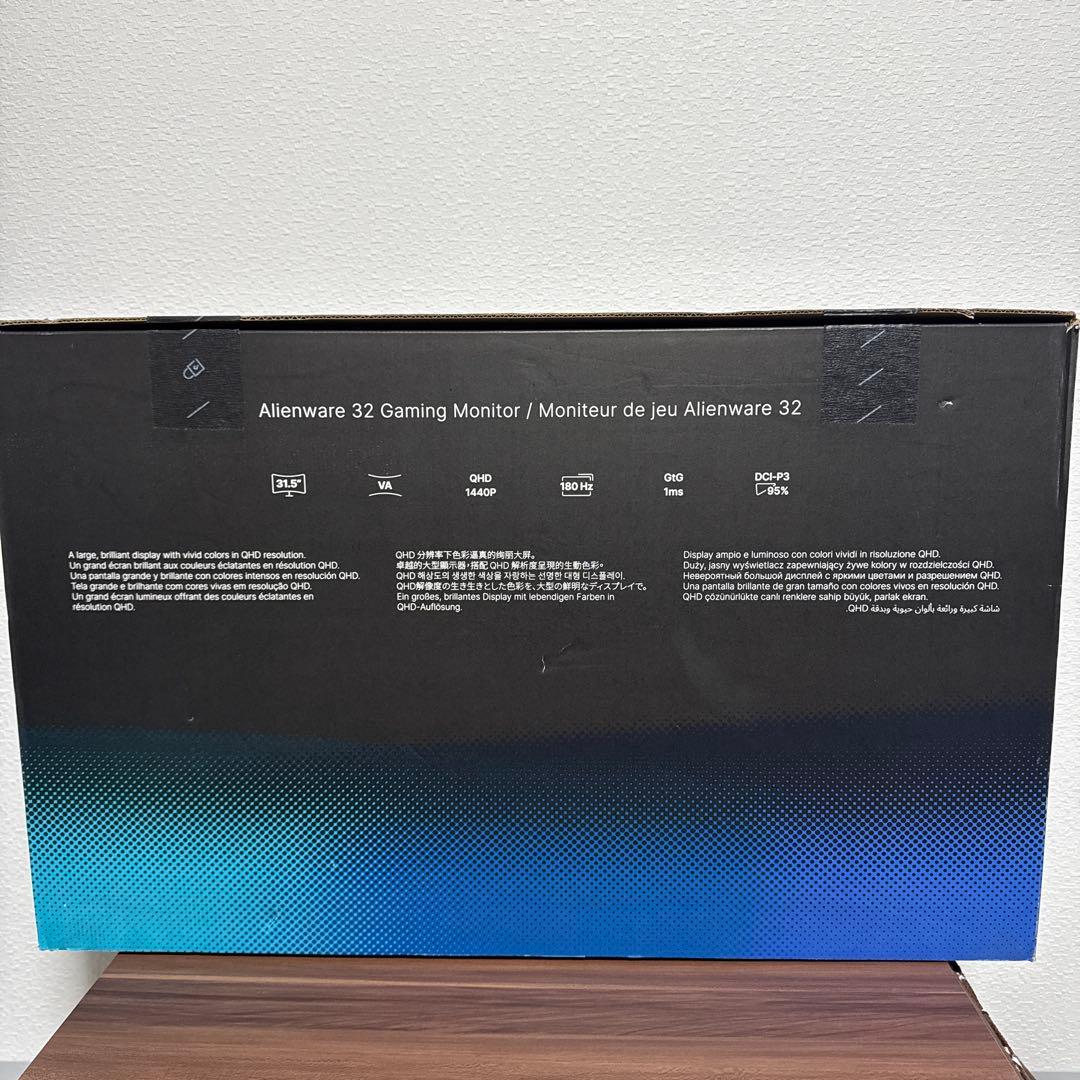 Alienware 32 Gaming Monitor / Moniteur de jeu Alienware 32
31.5"
VA
QHD
1440P
180 Hz
GtG
1ms
DCI-P3
95%
A large, brilliant display with vivid colors in QHD resolution.
Un grand écran brillant aux couleurs éclatantes en résolution QHD.
Una pantalla grande y brillante con colores intensos en resolución QHD.
Tela grande e brilhante com cores vivas em resolução QHD.
Un grand écran lumineux offrant des couleurs éclatantes en
résolution QHD.
QHD 分辨率下色彩逼真的绚丽大屏。
卓越的大型顯示器，搭配 QHD 解析度呈現的生動色彩。
QHD 해상도의 생생한 색상을 자랑하는 선명한 대형 디스플레이.
QHD解像度の生き生きとした色彩を、大型の鮮明なディスプレイで。
Ein großes, brillantes Display mit lebendigen Farben in
QHD-Auflösung.
Display ampio e luminoso con colori vividi in risoluzione QHD.
Duży, jasny wyświetlacz zapewniający żywe kolory w rozdzielczości QHD.
Невероятный большой дисплей с яркими цветами и разрешением QHD.
Una pantalla brillante de gran tamaño con colores vivos en resolución QHD.
QHD çözünürlükte canlı renklere sahip büyük, parlak ekran.
شاشة كبيرة ورائعة بألوان حيوية وبدقة QHD.